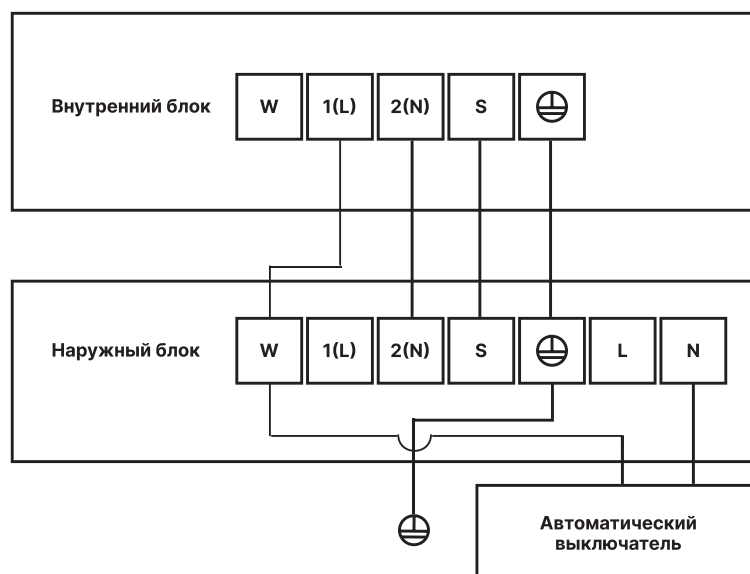 Внутренний блок W 1(L) 2(N) S
Наружный блок W 1(L) 2(N) S L N
Автоматический
выключатель